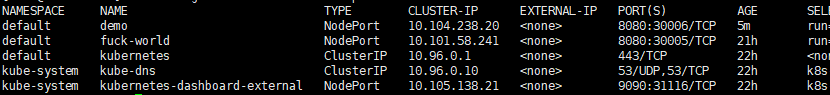 NAMESPACE NAME TYPE CLUSTER-IP EXTERNAL-IP PORT(S) AGE SELE
default demo NodePort 10.104.238.20 <none> 8080:30006/TCP 5m run=
default fuck-world NodePort 10.101.58.241 <none> 8080:30005/TCP 21h run=
default kubernetes ClusterIP 10.96.0.1 <none> 443/TCP 22h <no
kube-system kube-dns ClusterIP 10.96.0.10 <none> 53/UDP,53/TCP 22h k8s
kube-system kubernetes-dashboard-external NodePort 10.105.138.21 <none> 9090:31116/TCP 22h k8s